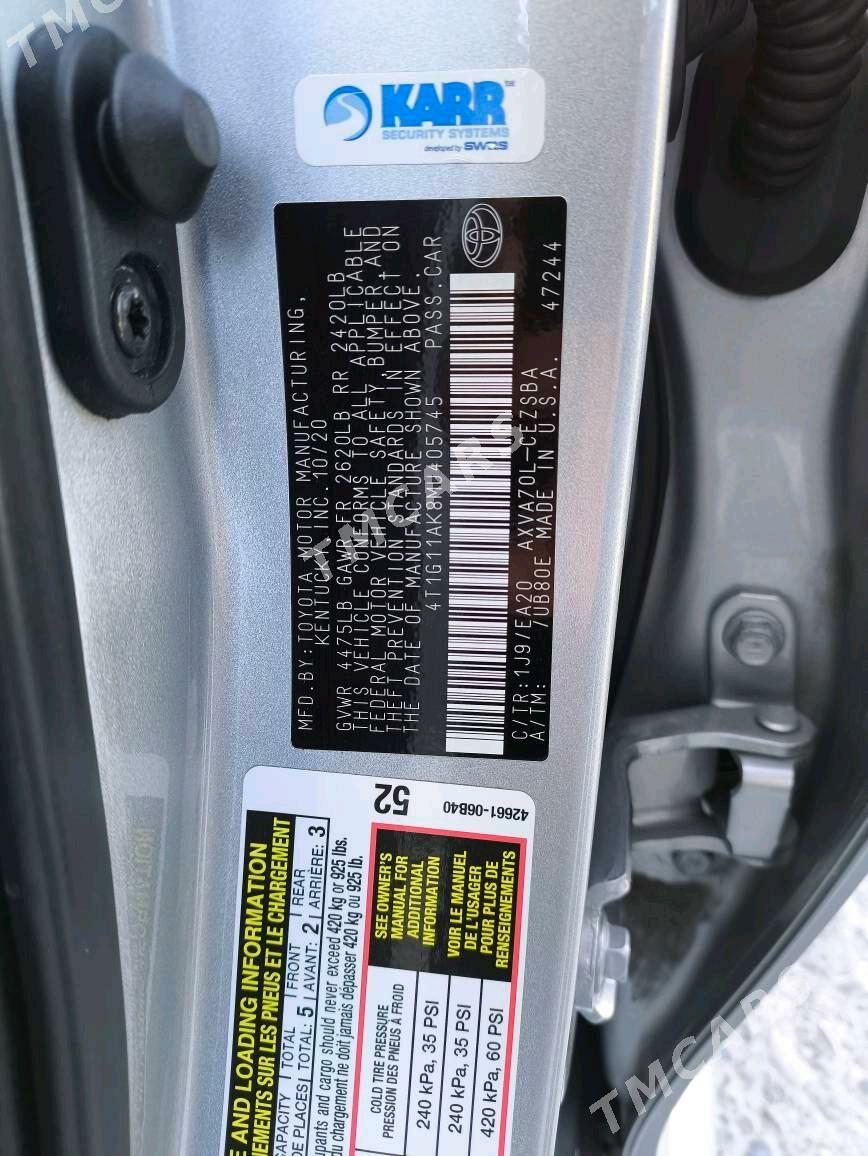 KARR™
SECURITY SYSTEMS
developed by SWDS
MFD.BY:TOYOTA MOTOR MANUFACTURING,
KENTUCKY, INC. 10/20
GVWR 4475LB GAWR FR 2620LB RR 2420LB
THIS VEHICLE CONFORMS TO ALL APPLICABLE
FEDERAL MOTOR VEHICLE SAFETY, BUMPER, AND
THEFT PREVENTION STANDARDS IN EFFECT ON
THE DATE OF MANUFACTURE SHOWN ABOVE.
4T1G11AK8MU405745 PASS.CAR
C/TR:1J9/EA20 AXVA70L-CEZSBA
A/TM: /UB80E MADE IN U.S.A. 47244
E AND LOADING INFORMATION
NEMENTS SUR LES PNEUS ET LE CHARGEMENT
CAPACITY TOTAL FRONT REAR
DE PLACES TOTAL: 5 AVANT: 2 ARRIÈRE: 3
upants and cargo should never exceed 420 kg or 925 lbs.
du chargement ne doit jamais dépasser 420 kg ou 925 lb.
52
42661-06B40
COLD TIRE PRESSURE
PRESSION DES PNEUS À FROID
240 kPa, 35 PSI
240 kPa, 35 PSI
420 kPa, 60 PSI
SEE OWNER'S
MANUAL FOR
ADDITIONAL
INFORMATION
VOIR LE MANUEL
DE L'USAGER
POUR PLUS DE
RENSEIGNEMENTS
TMCARS
TMCARS
TMCARS